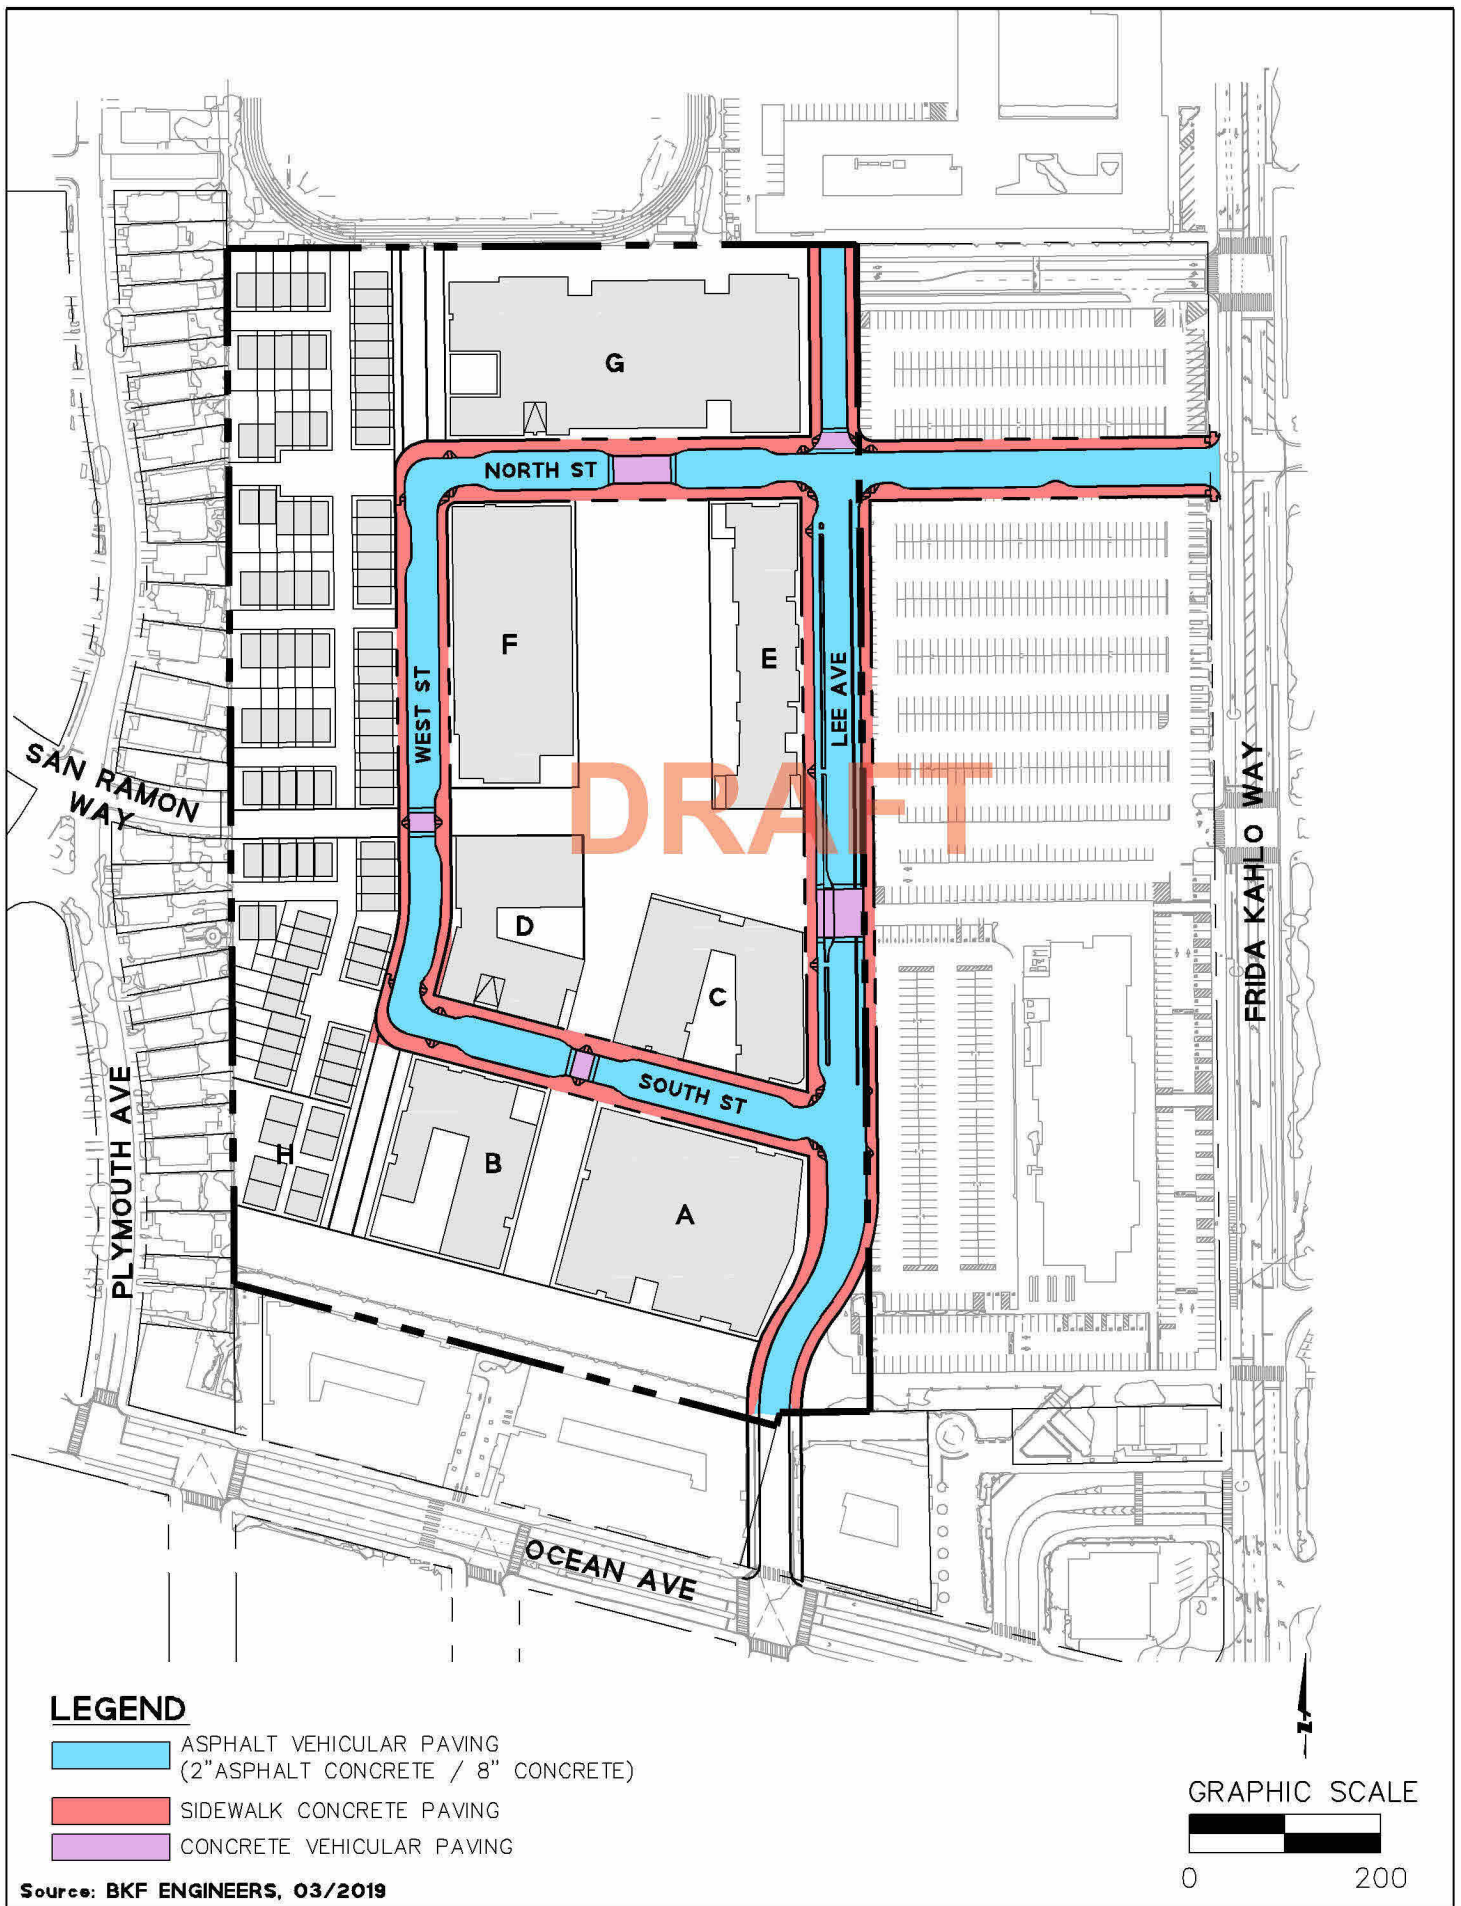 G
NORTH ST
F
E
WEST ST
LEE AVE
SAN RAMON
WAY
DRAFT
FRIDA KAHLO WAY
D
C
SOUTH ST
PLYMOUTH AVE
H
B
A
OCEAN AVE
LEGEND
ASPHALT VEHICULAR PAVING
(2"ASPHALT CONCRETE / 8" CONCRETE)
SIDEWALK CONCRETE PAVING
CONCRETE VEHICULAR PAVING
Source: BKF ENGINEERS, 03/2019
GRAPHIC SCALE
0 200